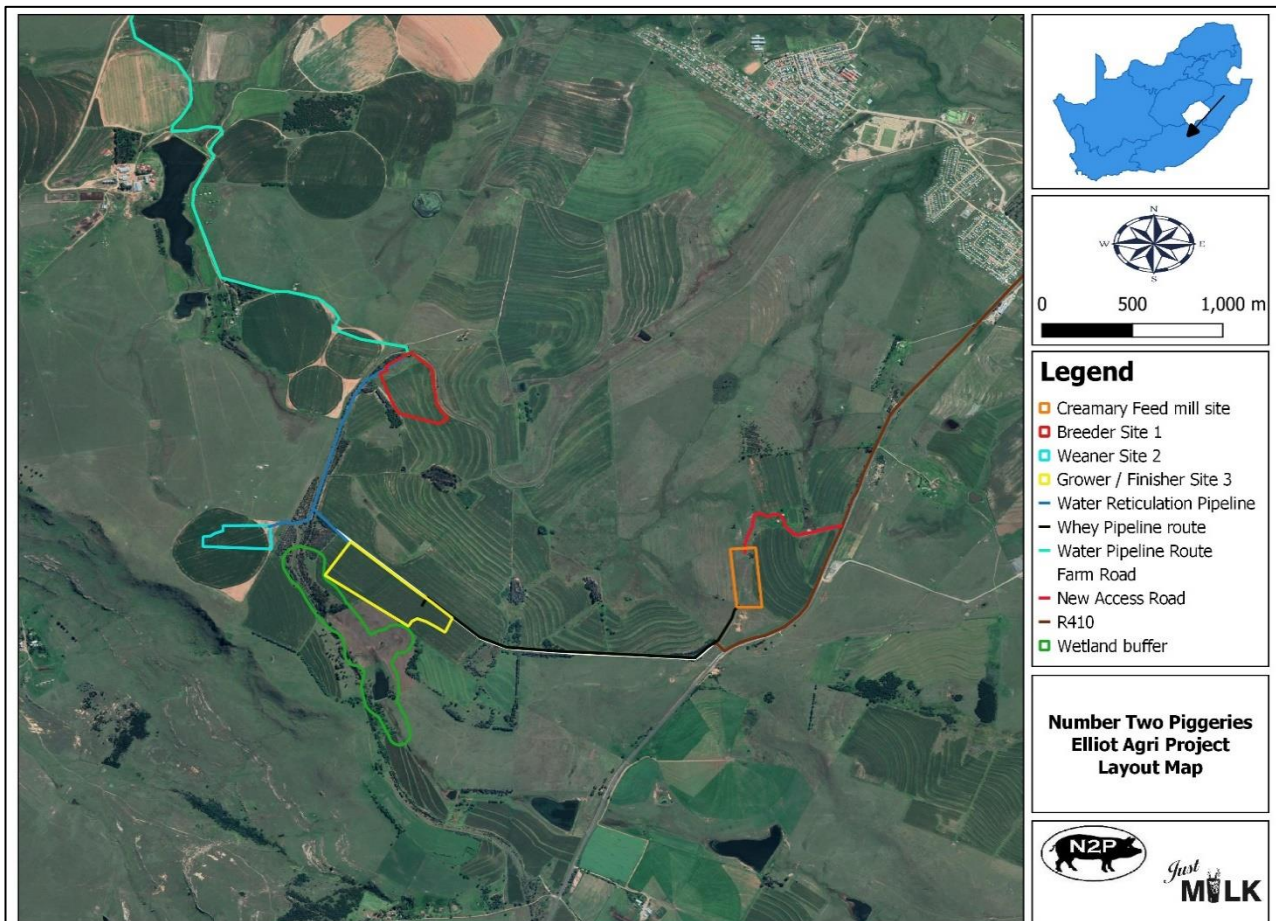 N
W
E
S
0 500 1,000 m
Legend
Creamary Feed mill site
Breeder Site 1
Weaner Site 2
Grower / Finisher Site 3
Water Reticulation Pipeline
Whey Pipeline route
Water Pipeline Route
Farm Road
New Access Road
R410
Wetland buffer
Number Two Piggeries
Elliot Agri Project
Layout Map
N2P
Just
MILK